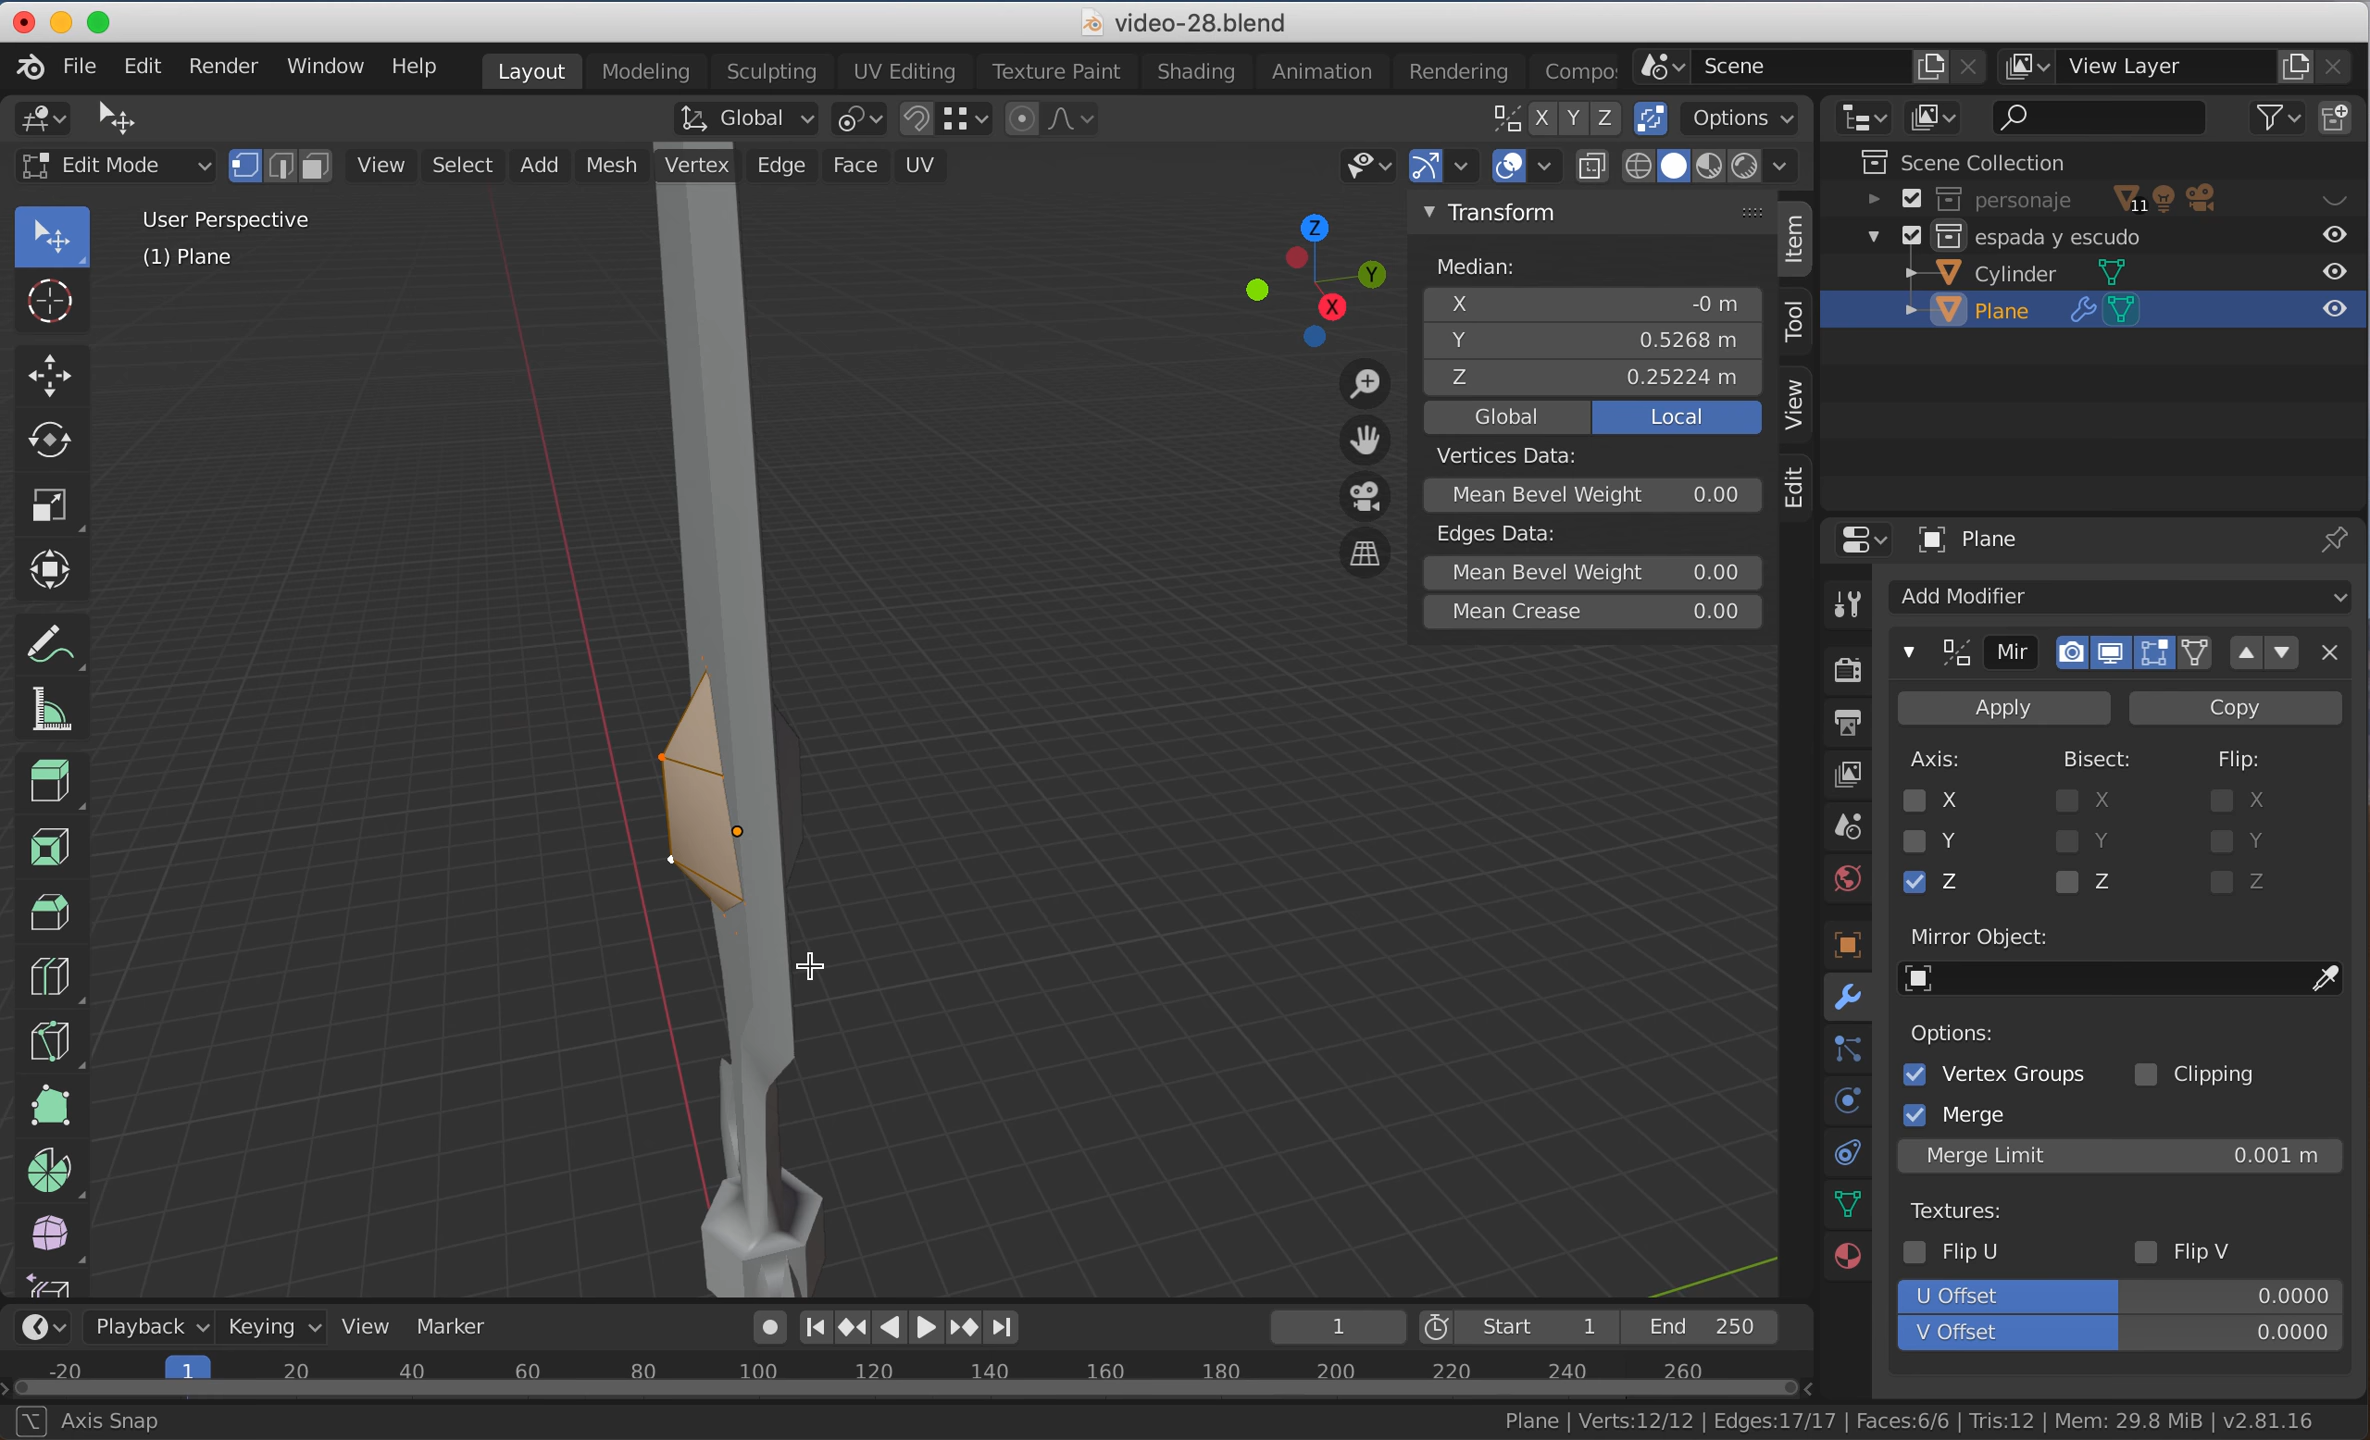 video-28.blend
File Edit Render Window Help
Layout Modeling Sculpting UV Editing Texture Paint Shading Animation Rendering Compo
Scene
View Layer
Global
X Y Z
Options
Edit Mode
View Select Add Mesh Vertex Edge Face UV
User Perspective
(1) Plane
Z
Y
X
Transform
Median:
X -0 m
Y 0.5268 m
Z 0.25224 m
Global Local
Vertices Data:
Mean Bevel Weight 0.00
Edges Data:
Mean Bevel Weight 0.00
Mean Crease 0.00
Item
Tool
View
Edit
Scene Collection
personaje 11
espada y escudo
Cylinder
Plane
Plane
Add Modifier
Mir
Apply Copy
Axis: Bisect: Flip:
X X X
Y Y Y
Z Z Z
Mirror Object:
Options:
Vertex Groups Clipping
Merge
Merge Limit 0.001 m
Textures:
Flip U Flip V
U Offset 0.0000
V Offset 0.0000
Playback Keying View Marker
1 Start 1 End 250
-20 1 20 40 60 80 100 120 140 160 180 200 220 240 260
Axis Snap
Plane | Verts:12/12 | Edges:17/17 | Faces:6/6 | Tris:12 | Mem: 29.8 MiB | v2.81.16